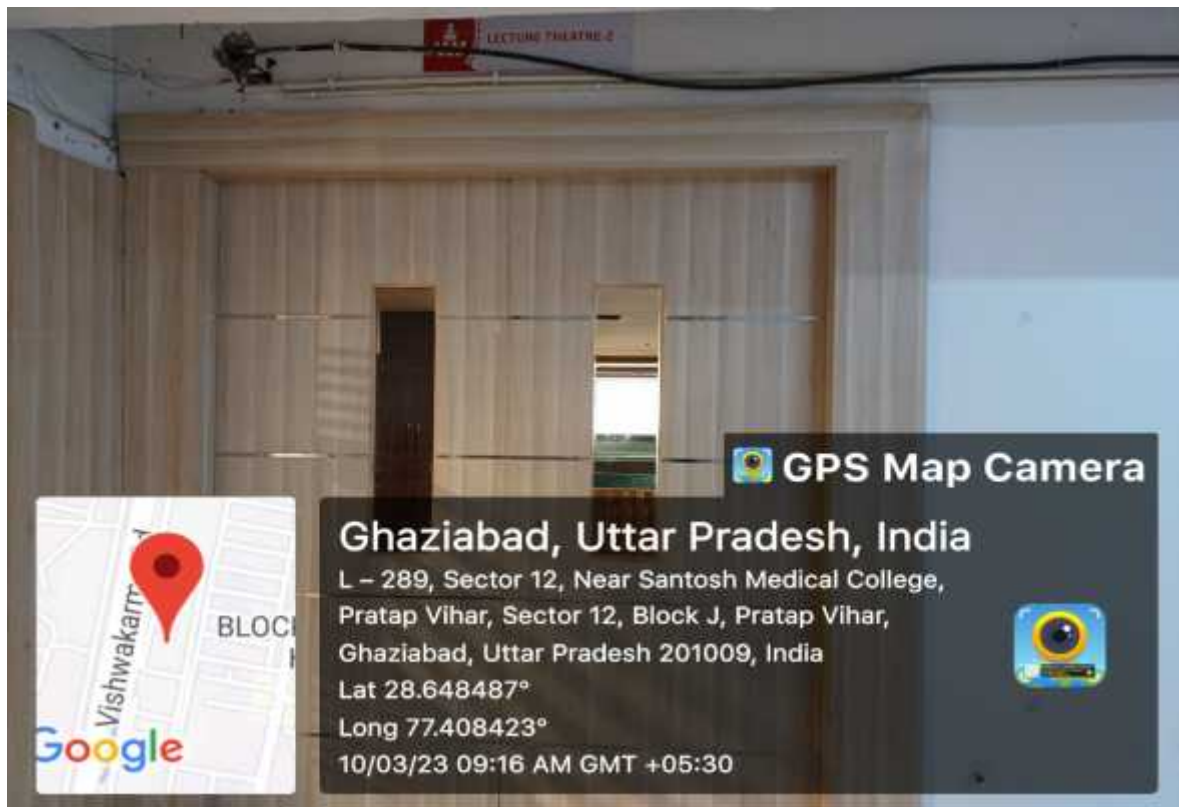 LECTURE THEATRE-2
GPS Map Camera
Ghaziabad, Uttar Pradesh, India
L – 289, Sector 12, Near Santosh Medical College,
Pratap Vihar, Sector 12, Block J, Pratap Vihar,
Ghaziabad, Uttar Pradesh 201009, India
Lat 28.648487°
Long 77.408423°
10/03/23 09:16 AM GMT +05:30
Vishwakarm
BLOC
Google